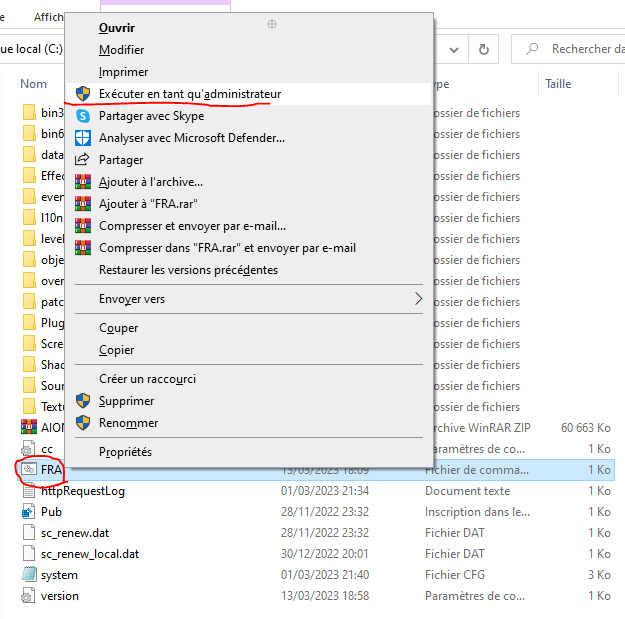 e Affich
que local (C:)
Rechercher da
Nom
ype
Taille
Ouvrir
Modifier
Imprimer
Exécuter en tant qu'administrateur
Partager avec Skype
Analyser avec Microsoft Defender...
Partager
Ajouter à l'archive...
Ajouter à "FRA.rar"
Compresser et envoyer par e-mail...
Compresser dans "FRA.rar" et envoyer par e-mail
Restaurer les versions précédentes
Envoyer vers
Couper
Copier
Créer un raccourci
Supprimer
Renommer
Propriétés
bin3 ossier de fichiers
bin6 ossier de fichiers
data ossier de fichiers
Effec ossier de fichiers
even ossier de fichiers
l10n ossier de fichiers
level ossier de fichiers
obje ossier de fichiers
over ossier de fichiers
patc ossier de fichiers
Plug ossier de fichiers
Scre ossier de fichiers
Shad ossier de fichiers
Sour ossier de fichiers
Textu ossier de fichiers
AION rchive WinRAR ZIP 60 663 Ko
cc Paramètres de co... 1 Ko
FRA 13/03/2023 18:09 Fichier de comma... 1 Ko
httpRequestLog 01/03/2023 21:34 Document texte 1 Ko
Pub 28/11/2022 23:32 Inscription dans le... 1 Ko
sc_renew.dat 28/11/2022 23:32 Fichier DAT 1 Ko
sc_renew_local.dat 30/12/2022 20:01 Fichier DAT 1 Ko
system 01/03/2023 21:40 Fichier CFG 3 Ko
version 13/03/2023 18:58 Paramètres de co... 1 Ko